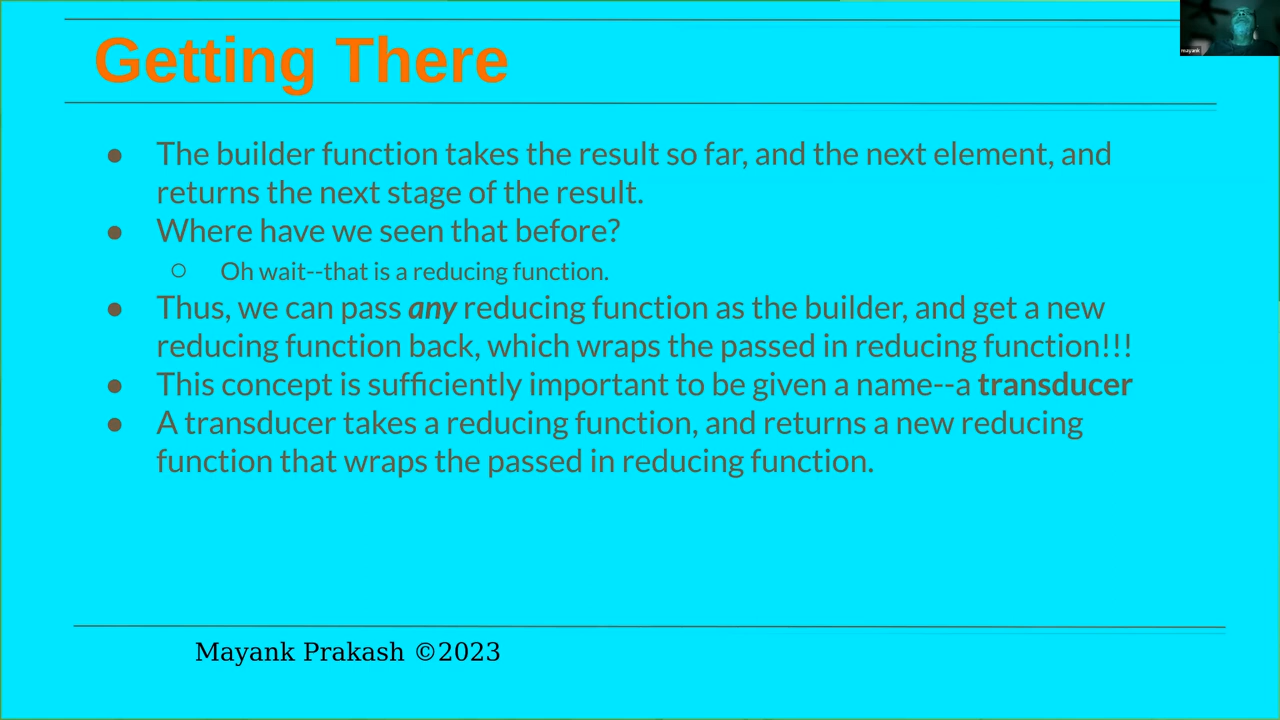 Getting There
mayank
● The builder function takes the result so far, and the next element, and
returns the next stage of the result.
● Where have we seen that before?
○ Oh wait--that is a reducing function.
● Thus, we can pass any reducing function as the builder, and get a new
reducing function back, which wraps the passed in reducing function!!!
● This concept is sufficiently important to be given a name--a transducer
● A transducer takes a reducing function, and returns a new reducing
function that wraps the passed in reducing function.
Mayank Prakash ©2023